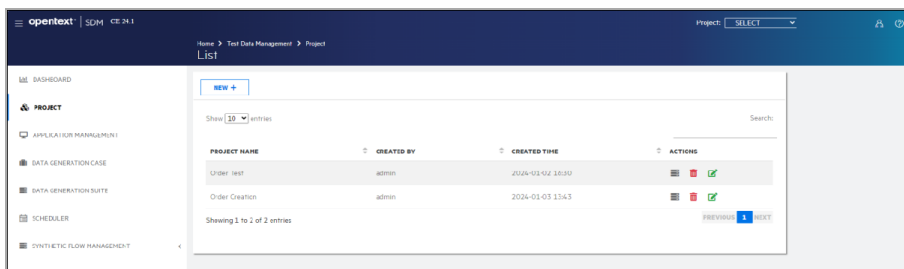 opentext™ | SDM CE 24.1
Project: SELECT
Home > Test Data Management > Project
List
DASHBOARD
PROJECT
APPLICATION MANAGEMENT
DATA GENERATION CASE
DATA GENERATION SUITE
SCHEDULER
SYNTHETIC FLOW MANAGEMENT
NEW +
Show 10 entries
Search:
PROJECT NAME CREATED BY CREATED TIME ACTIONS
Order Test admin 2024-01-02 18:30
Order Creation admin 2024-01-03 13:43
Showing 1 to 2 of 2 entries
PREVIOUS 1 NEXT